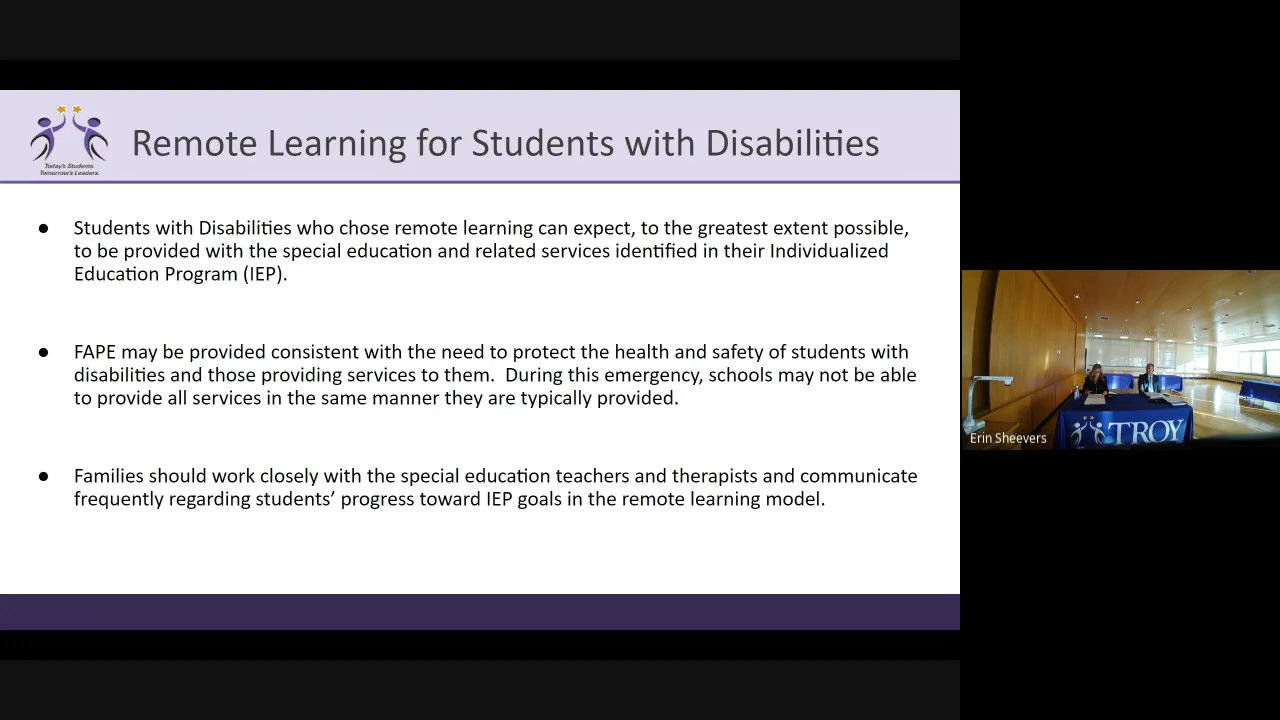 Today's Students.
Tomorrow's Leaders.
Remote Learning for Students with Disabilities
● Students with Disabilities who chose remote learning can expect, to the greatest extent possible,
to be provided with the special education and related services identified in their Individualized
Education Program (IEP).
● FAPE may be provided consistent with the need to protect the health and safety of students with
disabilities and those providing services to them.  During this emergency, schools may not be able
to provide all services in the same manner they are typically provided.
● Families should work closely with the special education teachers and therapists and communicate
frequently regarding students’ progress toward IEP goals in the remote learning model.
TROY
Erin Sheevers